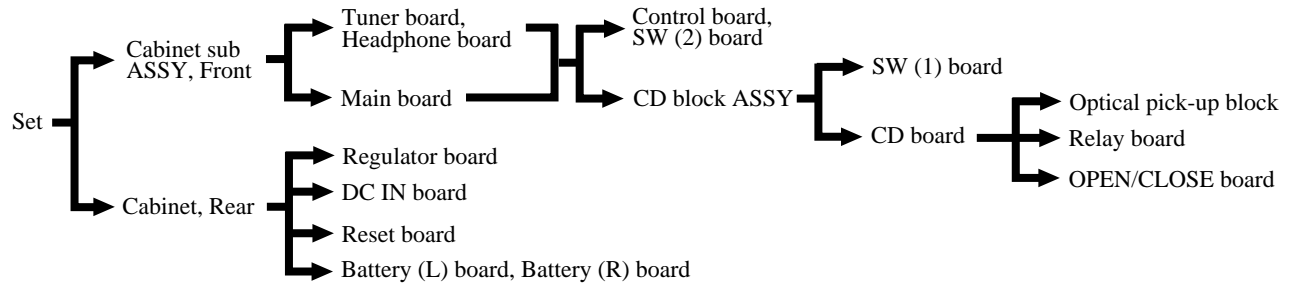 Set
Cabinet sub
ASSY, Front
Tuner board,
Headphone board
Main board
Control board,
SW (2) board
CD block ASSY
SW (1) board
CD board
Optical pick-up block
Relay board
OPEN/CLOSE board
Cabinet, Rear
Regulator board
DC IN board
Reset board
Battery (L) board, Battery (R) board